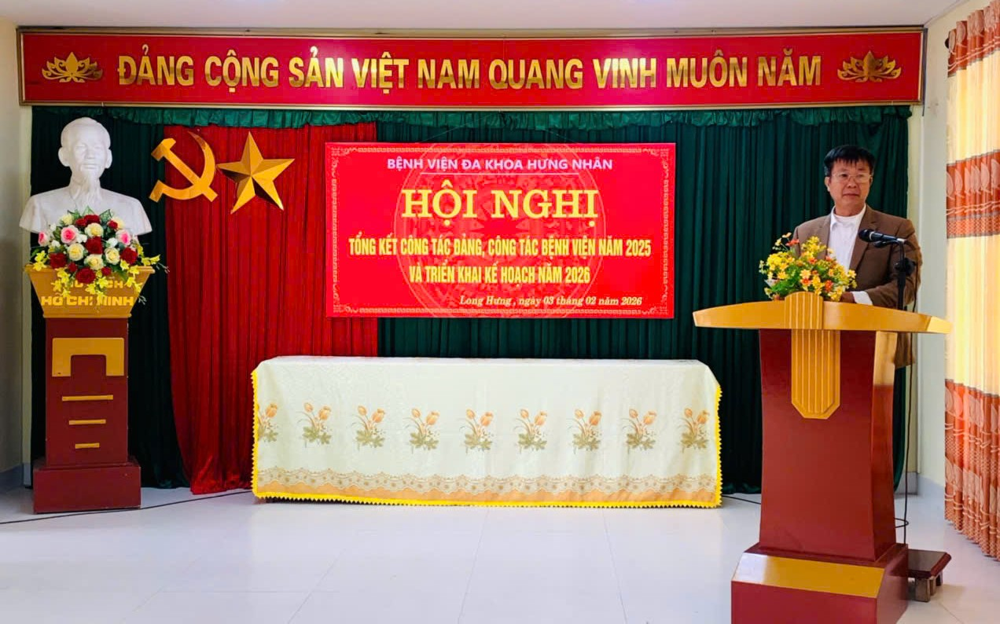 ĐẢNG CỘNG SẢN VIỆT NAM QUANG VINH MUÔN NĂM
BỆNH VIỆN ĐA KHOA HƯNG NHÂN
HỘI NGHỊ
TỔNG KẾT CÔNG TÁC ĐẢNG, CÔNG TÁC BỆNH VIỆN NĂM 2025
VÀ TRIỂN KHAI KẾ HOẠCH NĂM 2026
Long Hưng, ngày 03 tháng 02 năm 2026
HỒ CHÍ MINH